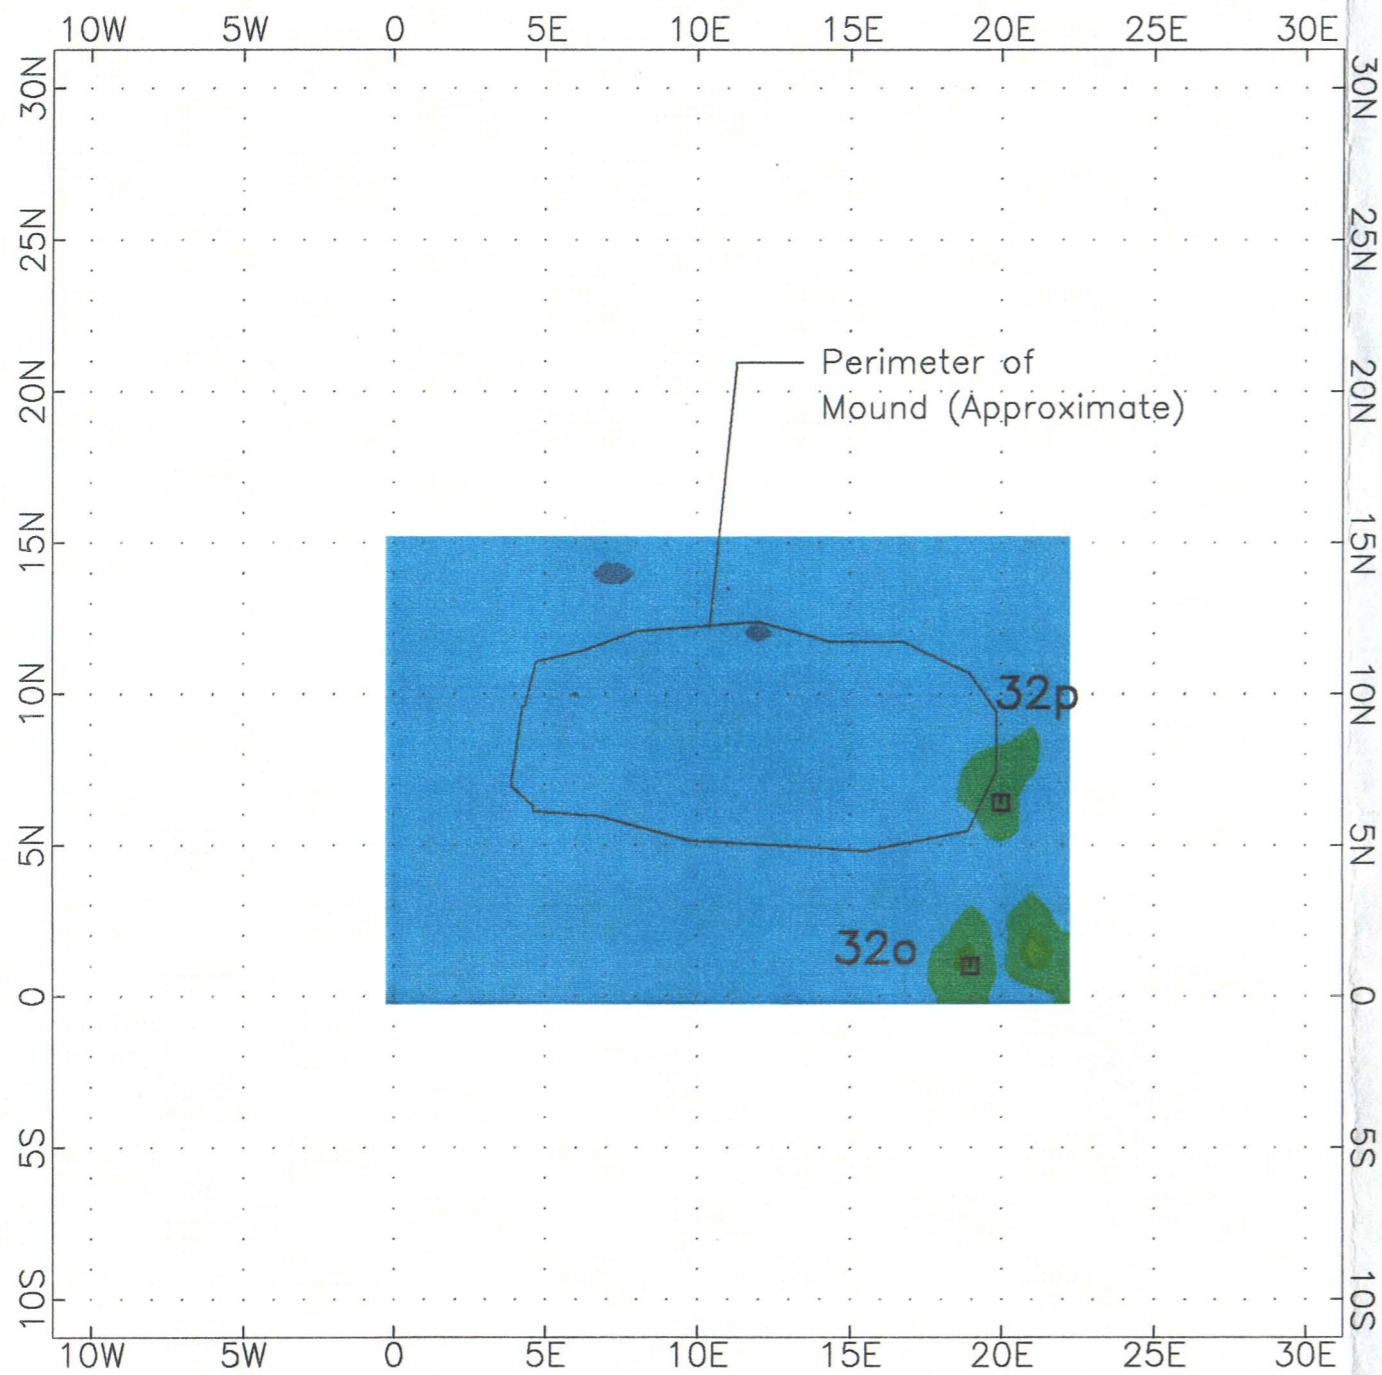 10W 5W 0 5E 10E 15E 20E 25E 30E
30N 30N
25N 25N
Perimeter of
20N 20N
Mound (Approximate)
15N 15N
10N 32p 10N
5N 5N
32o
0 0
5S 5S
10S 10S
10W 5W 0 5E 10E 15E 20E 25E 30E